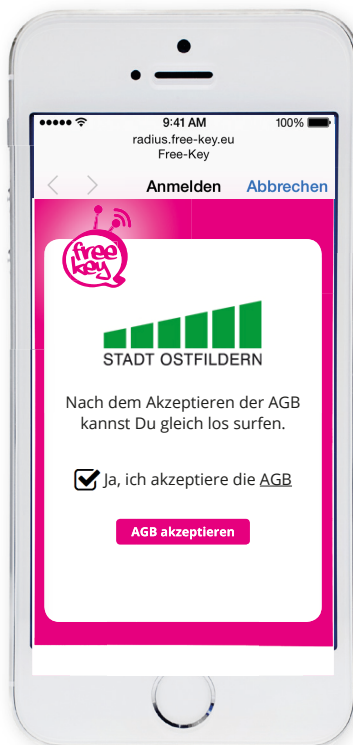 9:41 AM
100%
radius.free-key.eu
Free-Key
Anmelden
Abbrechen
free
key
STADT OSTFILDERN
Nach dem Akzeptieren der AGB
kannst Du gleich los surfen.
Ja, ich akzeptiere die AGB
AGB akzeptieren